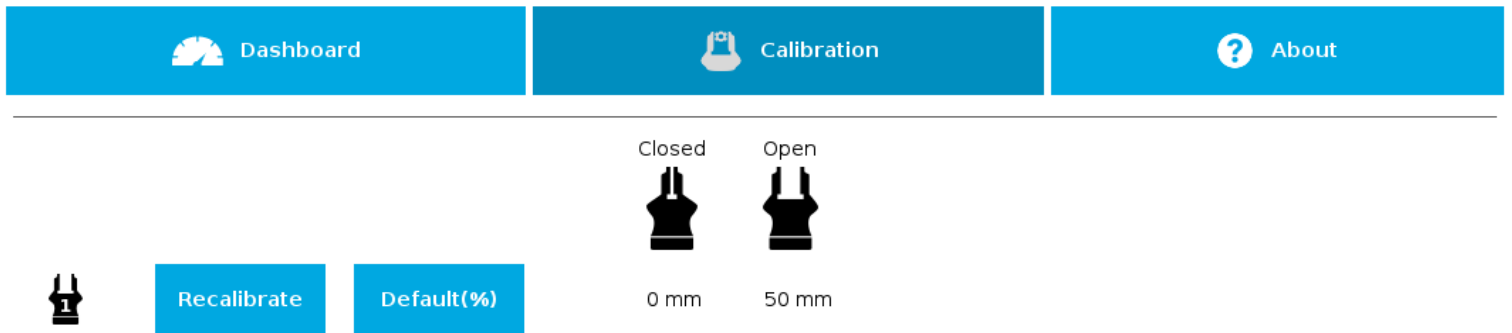 Dashboard
Calibration
About
Closed
Open
1
Recalibrate
Default(%)
0 mm
50 mm